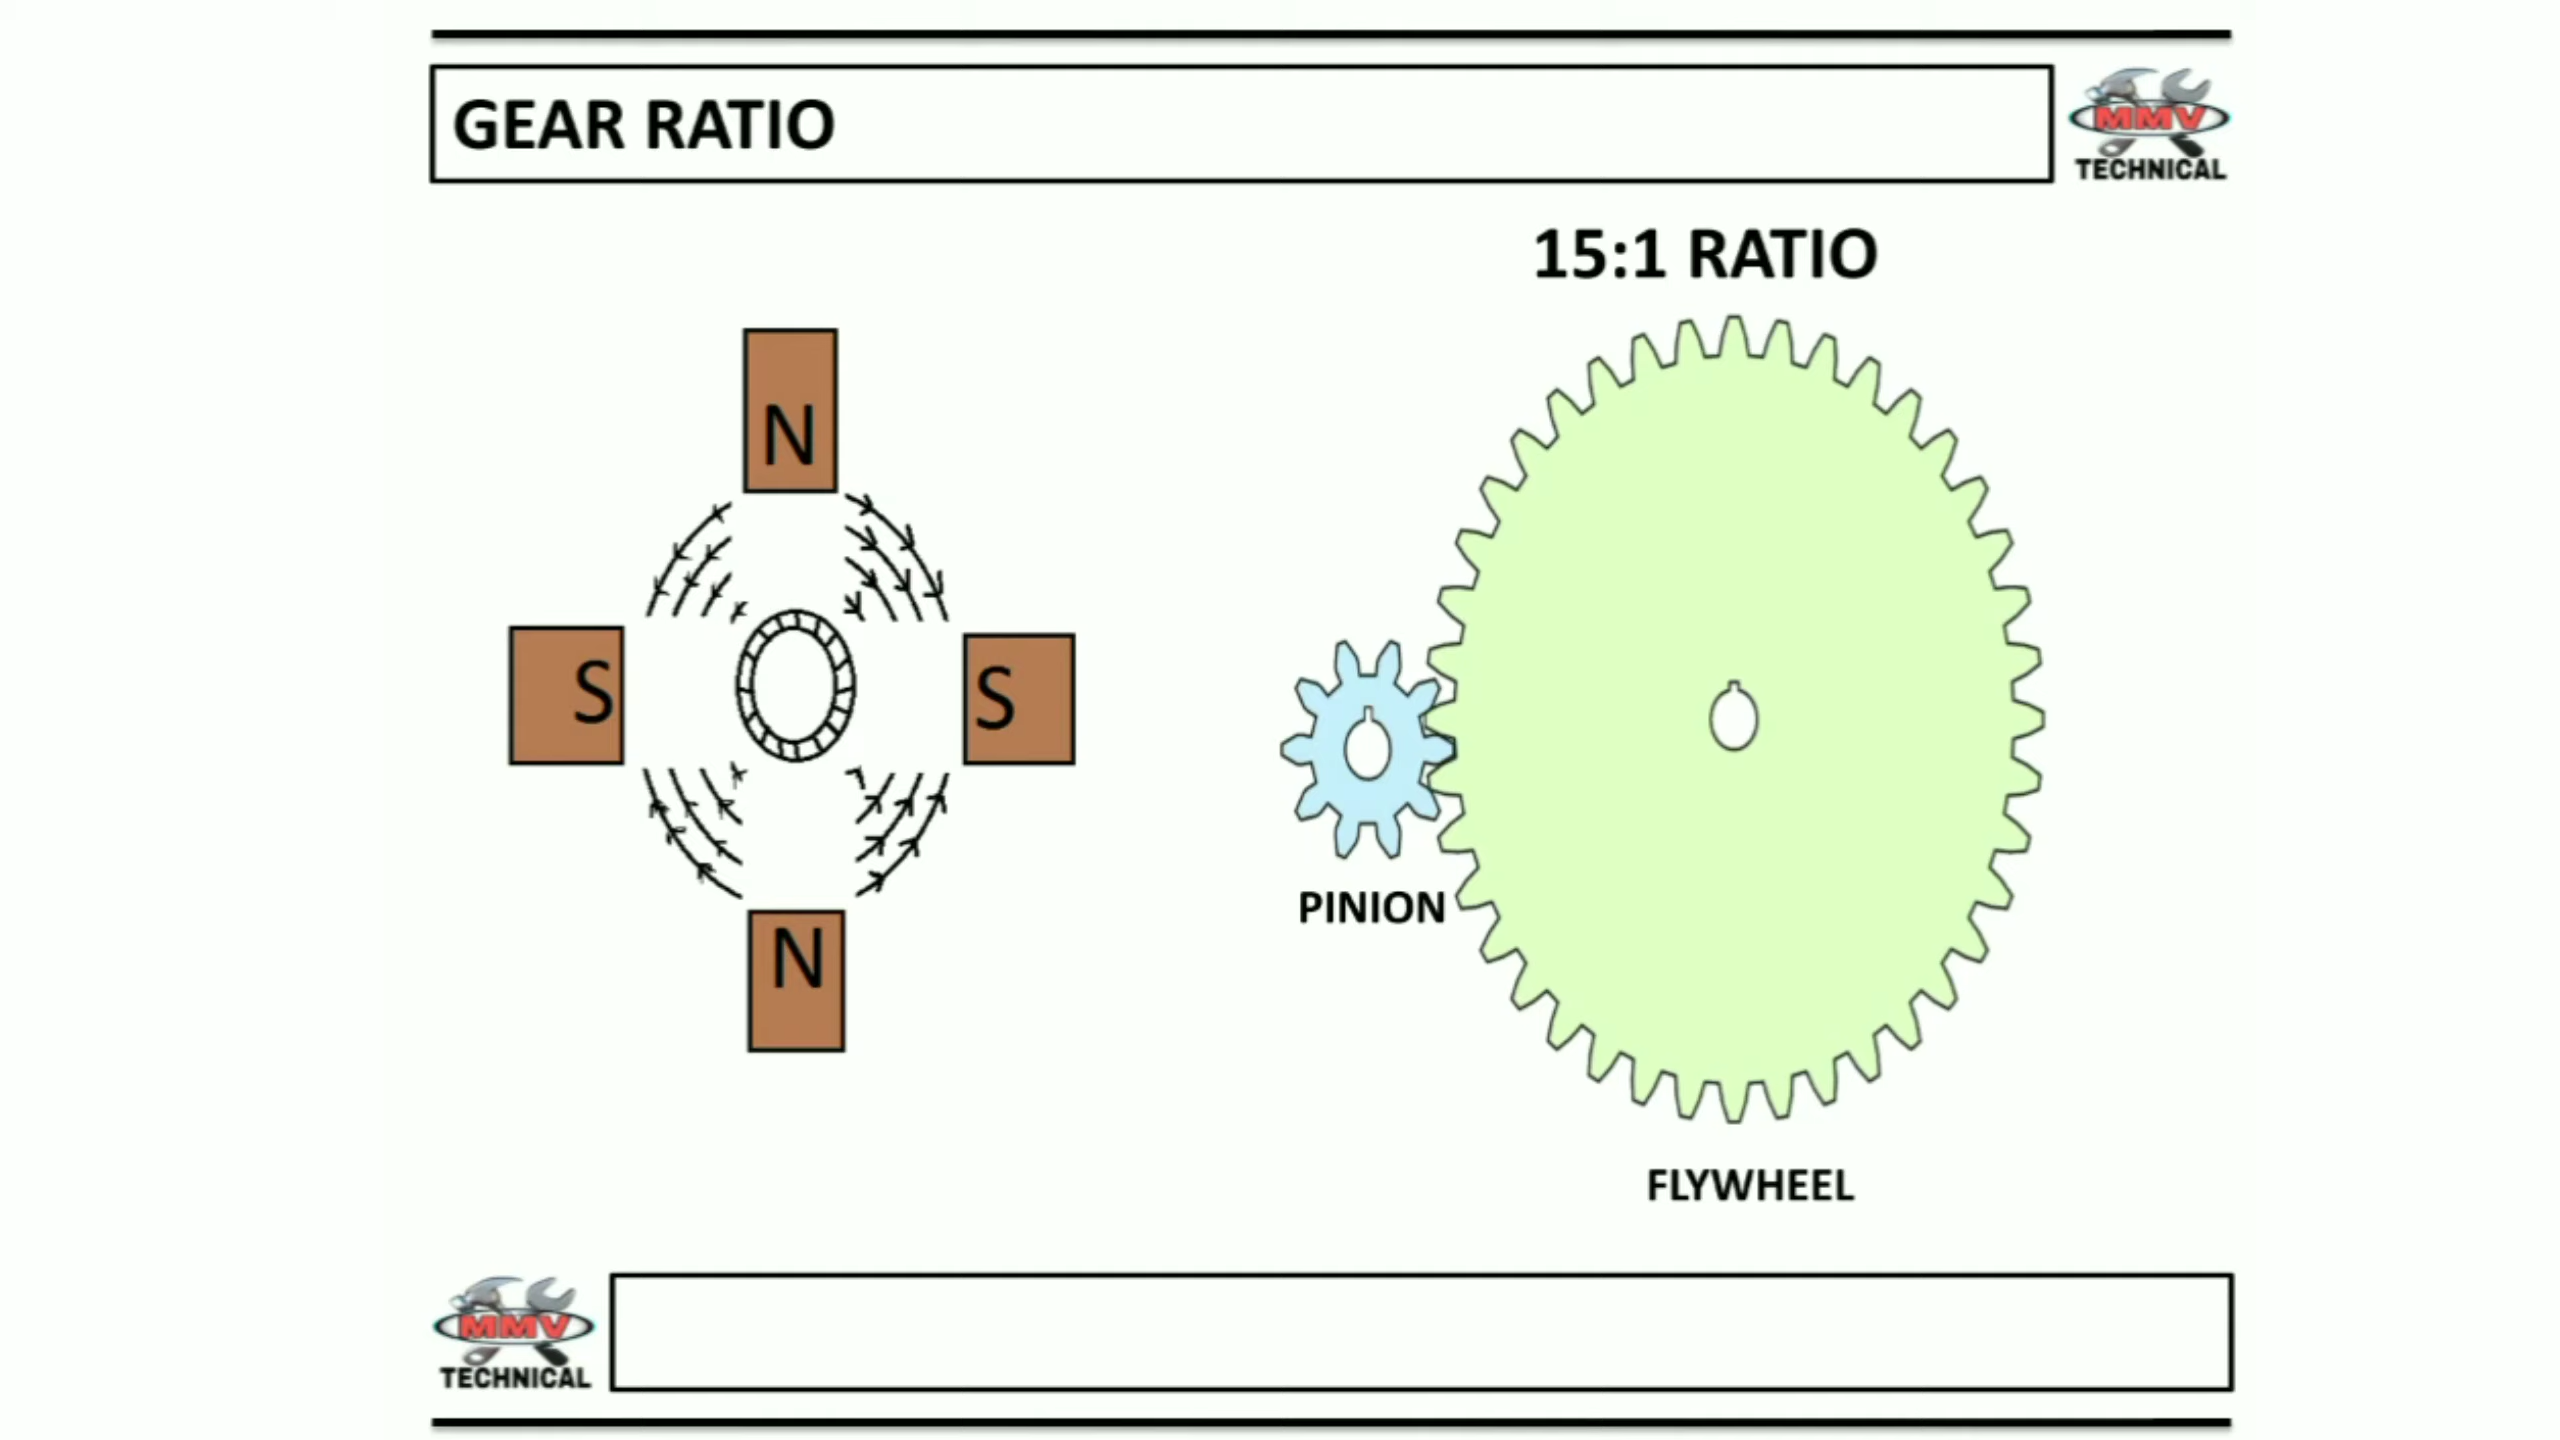 GEAR RATIO
MMV
TECHNICAL
15:1 RATIO
N
S
S
N
PINION
FLYWHEEL
MMV
TECHNICAL